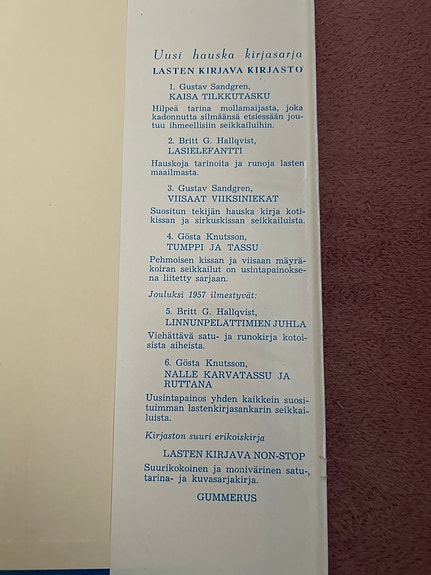 Uusi hauska kirjasarja
LASTEN KIRJAVA KIRJASTO
1. Gustav Sandgren,
KAISA TILKKUTASKU
Hilpeä tarina mollamaijasta, joka
kadonnutta silmäänsä etsiessään jou-
tuu ihmeellisiin seikkailuihin.
2. Britt G. Hallqvist,
LASIELEFANTTI
Hauskoja tarinoita ja runoja lasten
maailmasta.
3. Gustav Sandgren,
VIISAAT VIIKSINIEKAT
Suositun tekijän hauska kirja koti-
kissan ja sirkuskissan seikkailuista.
4. Gösta Knutsson,
TUMPPI JA TASSU
Pehmoisen kissan ja viisaan mäyrä-
koiran seikkailut on uusintapainokse-
na liitetty sarjaan.
Jouluksi 1957 ilmestyvät:
5. Britt G. Hallqvist,
LINNUNPELÄTTIMIEN JUHLA
Viehättävä satu- ja runokirja kotoi-
sista aiheista.
6. Gösta Knutsson,
NALLE KARVATASSU JA
RUTTANA
Uusintapainos yhden kaikkein suosi-
tuimman lastenkirjasankarin seikkai-
luista.
Kirjaston suuri erikoiskirja
LASTEN KIRJAVA NON-STOP
Suurikokoinen ja monivärinen satu-,
tarina- ja kuvasarjakirja.
GUMMERUS